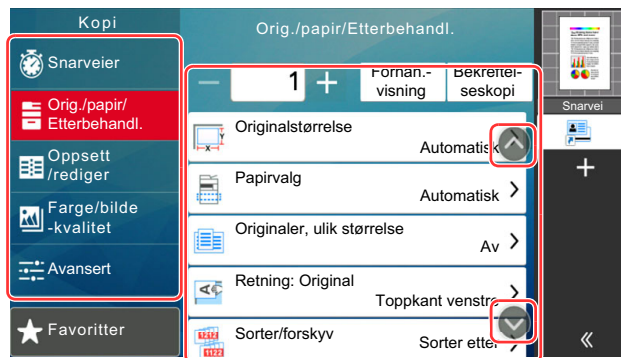 Kopi
Snarveier
Orig./papir/
Etterbehandl.
Oppsett
/rediger
Farge/bilde
-kvalitet
Avansert
Favoritter
Orig./papir/Etterbehandl.
1
Forhån.-
visning
Bekreftel-
seskopi
Originalstørrelse
Automatisk
Papirvalg
Automatisk
Originaler, ulik størrelse
Av
Retning: Original
Toppkant venstre
Sorter/forskyv
Sorter etter
Snarvei